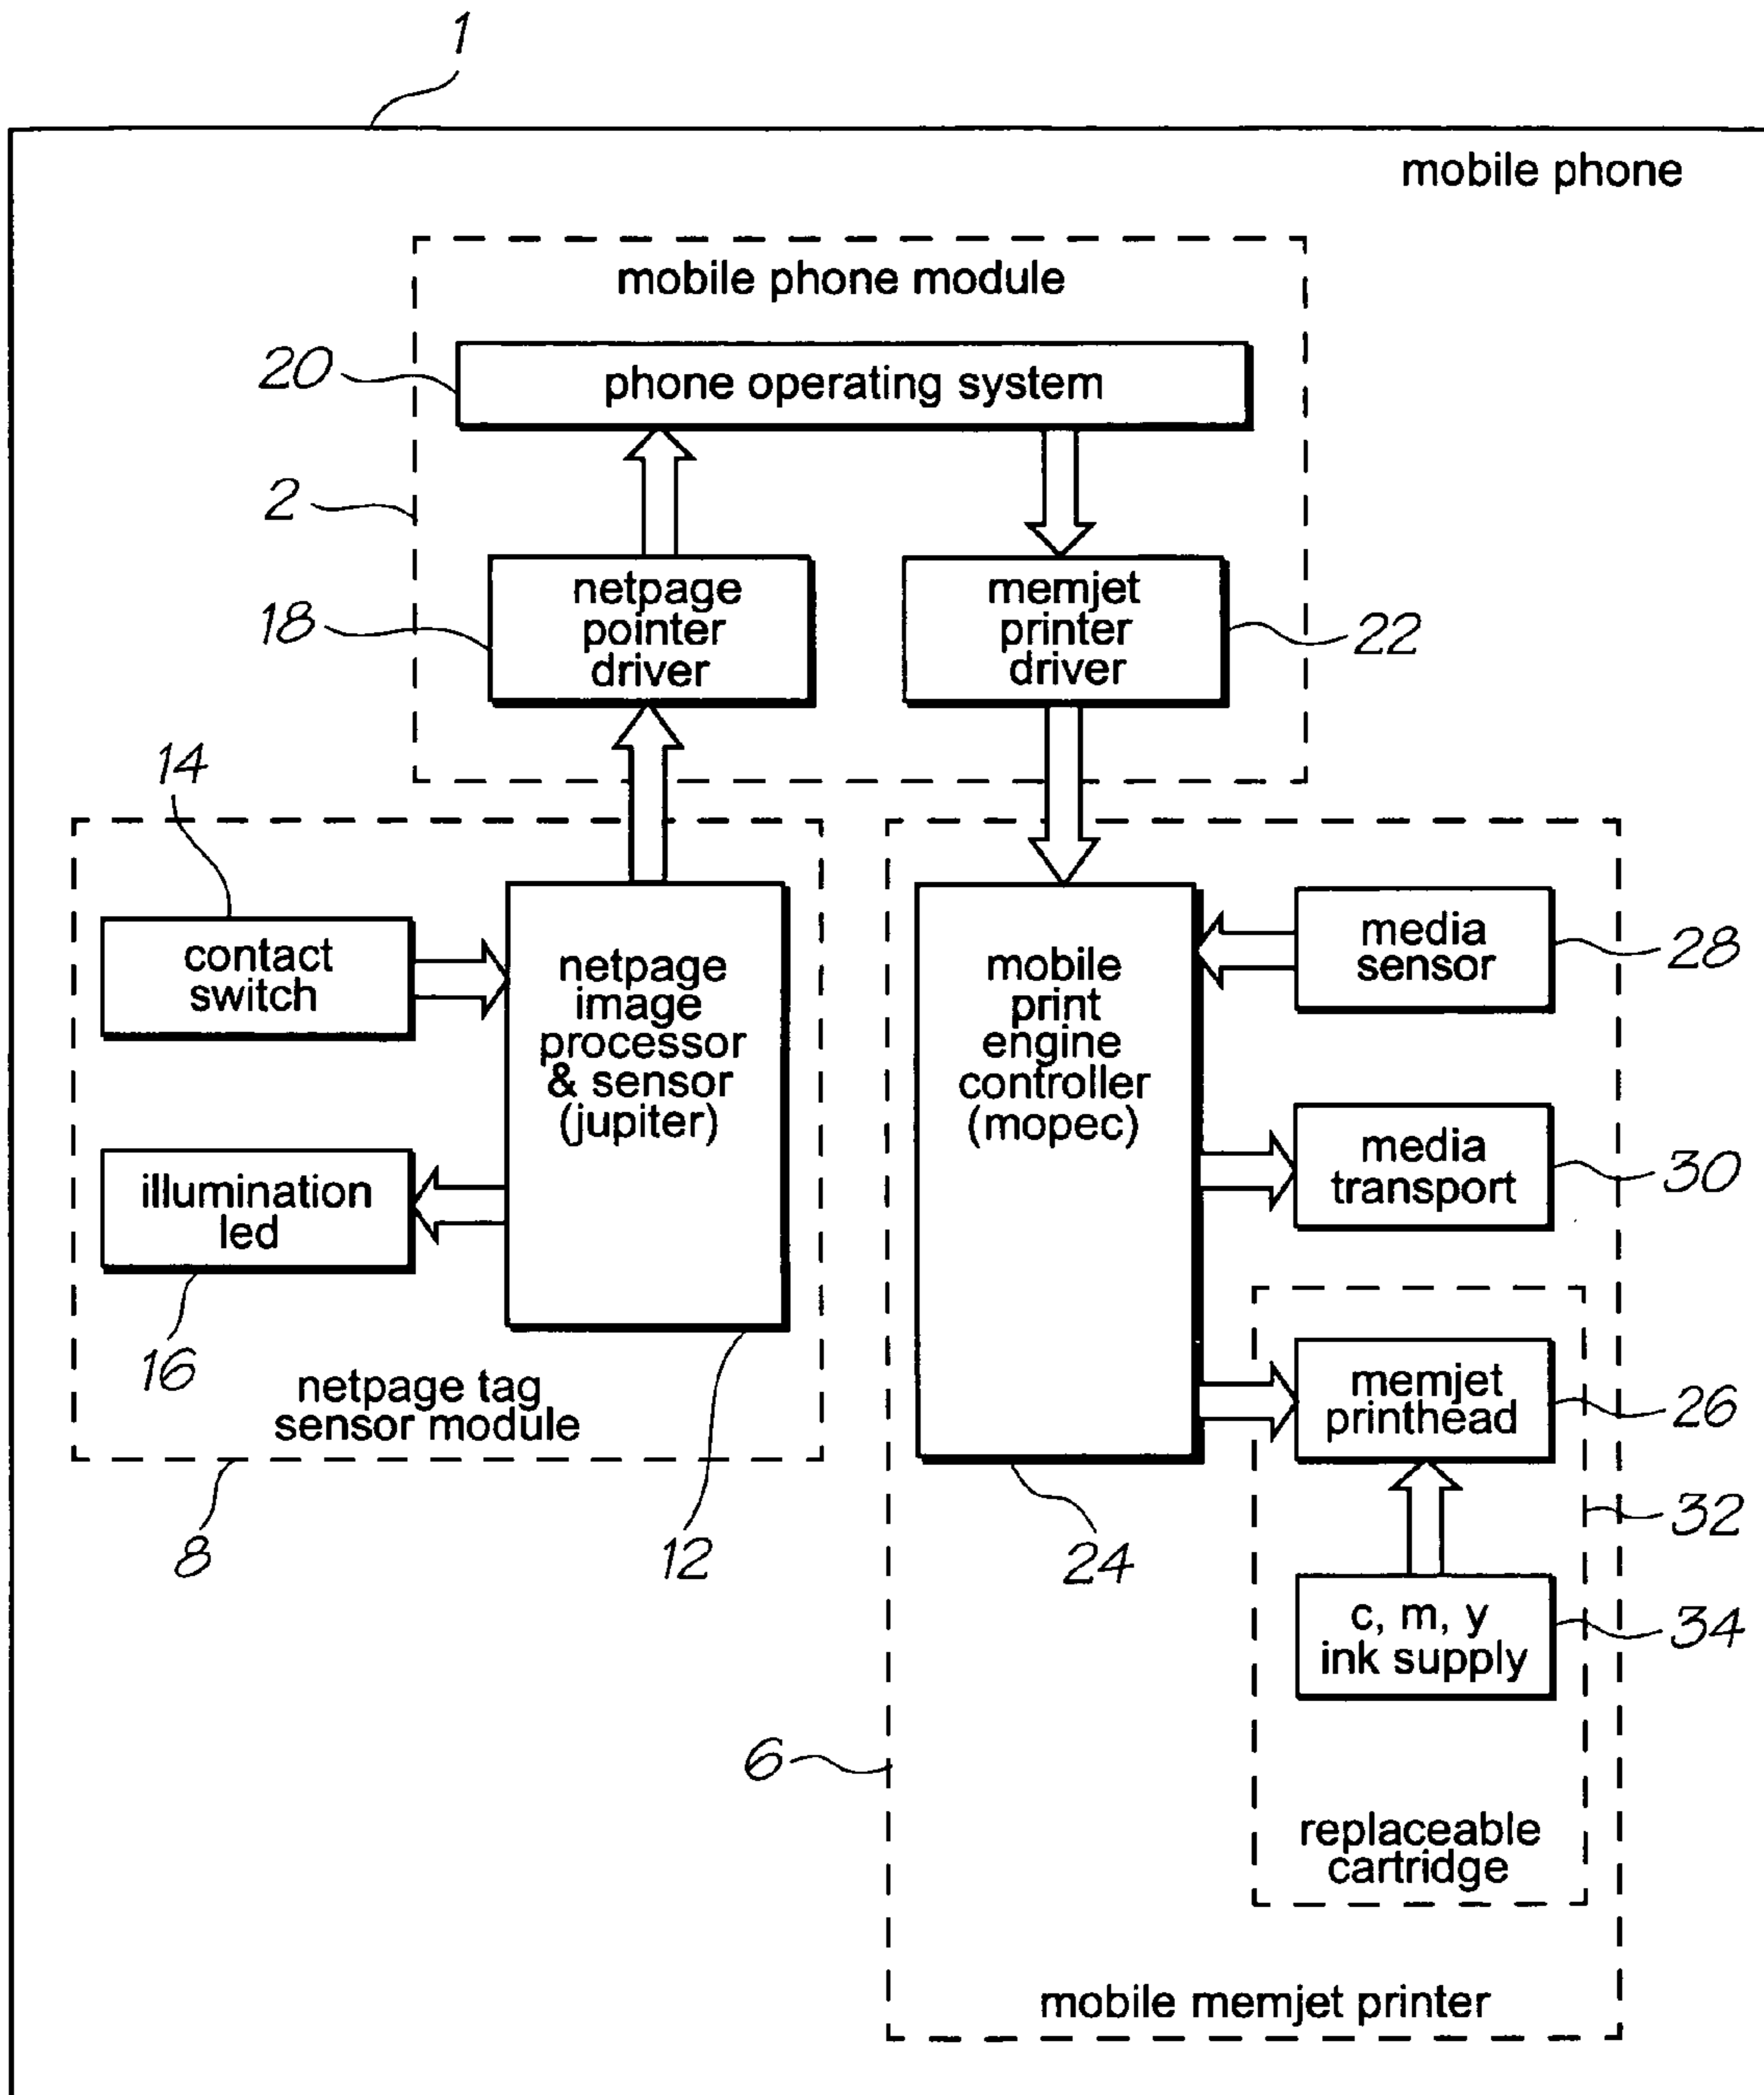 1
mobile phone
mobile phone module
20
phone operating system
2
18
netpage
pointer
driver
memjet
printer
driver
22
14
contact
switch
netpage
image
processor
& sensor
(jupiter)
illumination
led
16
netpage tag
sensor module
8
12
mobile
print
engine
controller
(mopec)
media
sensor
28
media
transport
30
memjet
printhead
26
32
24
c, m, y
ink supply
34
6
replaceable
cartridge
mobile memjet printer